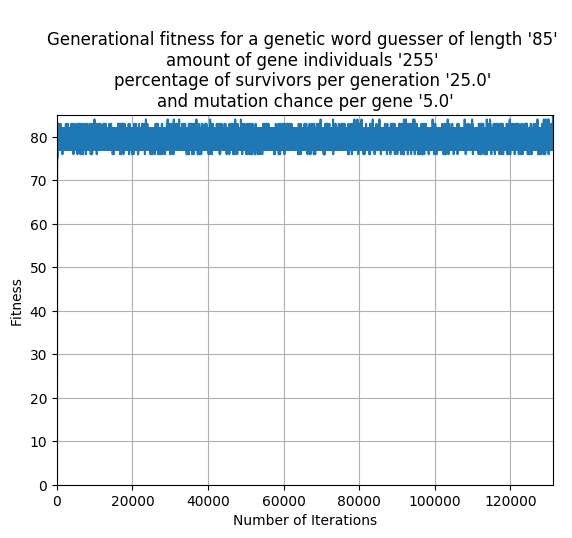 Generational fitness for a genetic word guesser of length '85'
amount of gene individuals '255'
percentage of survivors per generation '25.0'
and mutation chance per gene '5.0'
80
70
60
50
40
30
20
10
0
Fitness
0 20000 40000 60000 80000 100000 120000
Number of Iterations